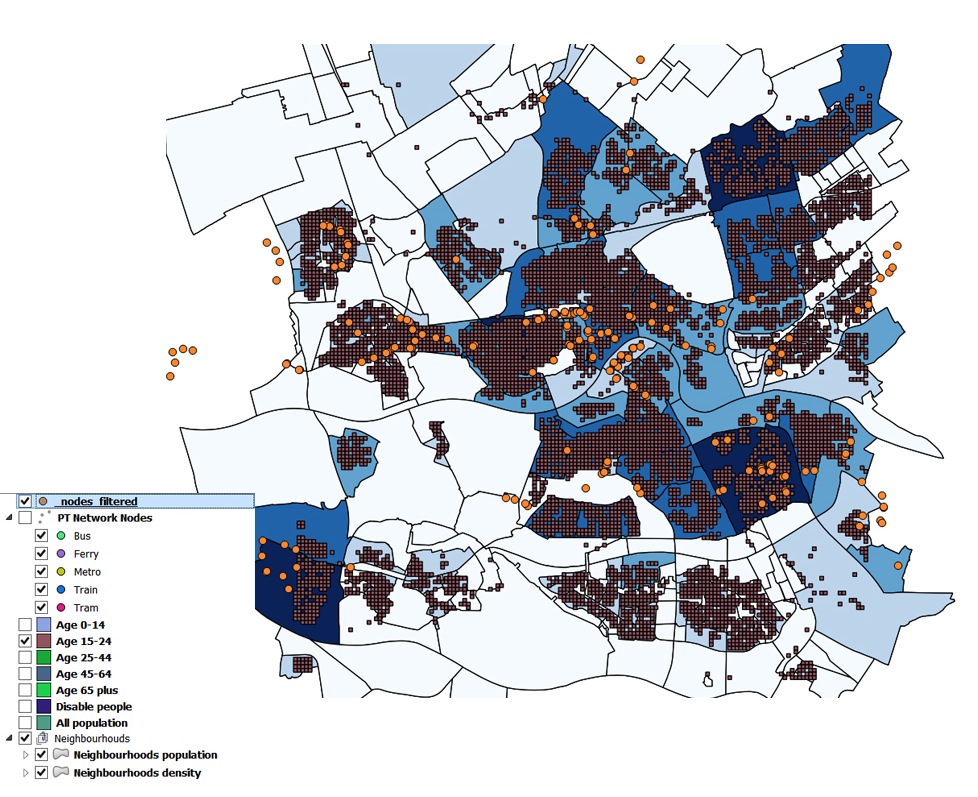 _nodes_filtered
PT Network Nodes
Bus
Ferry
Metro
Train
Tram
Age 0-14
Age 15-24
Age 25-44
Age 45-64
Age 65 plus
Disable people
All population
Neighbourhouds
Neighbourhoods population
Neighbourhoods density